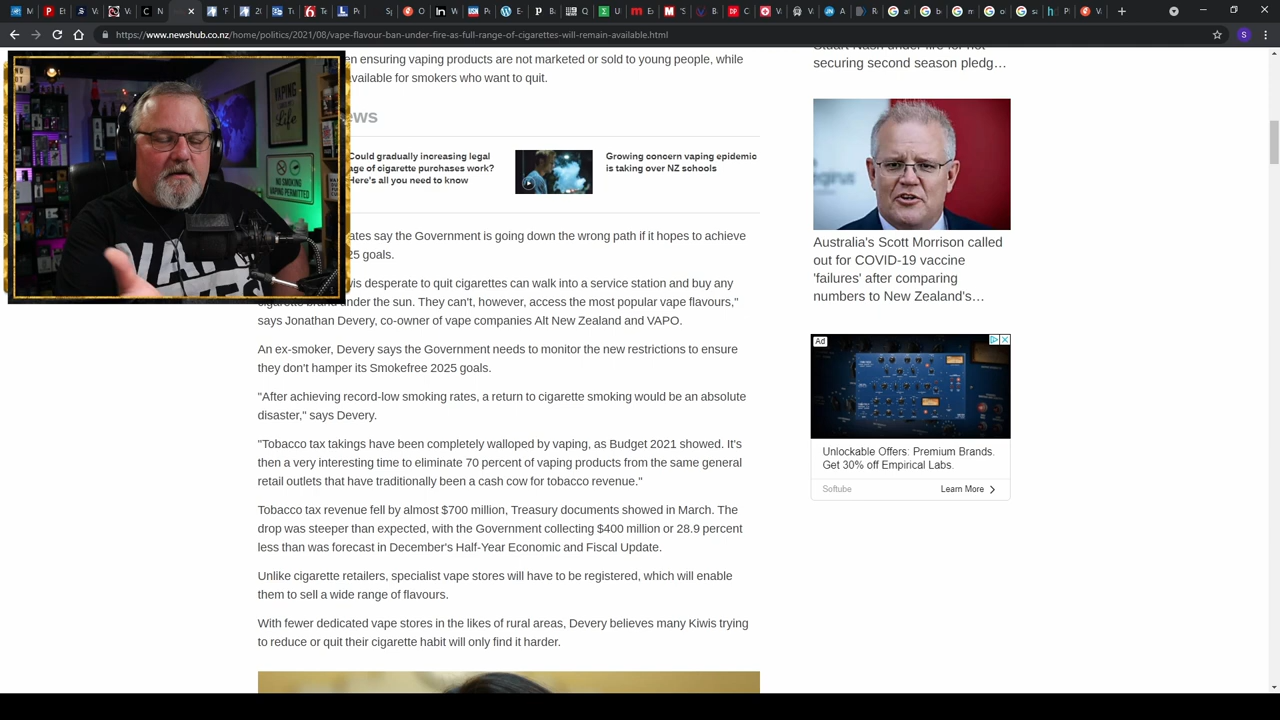 https://www.newshub.co.nz/home/politics/2021/08/vape-flavour-ban-under-fire-as-full-range-of-cigarettes-will-remain-available.html
en ensuring vaping products are not marketed or sold to young people, while
available for smokers who want to quit.
ews
Could gradually increasing legal
age of cigarette purchases work?
Here's all you need to know
Growing concern vaping epidemic
is taking over NZ schools
ates say the Government is going down the wrong path if it hopes to achieve
25 goals.
vis desperate to quit cigarettes can walk into a service station and buy any
cigarette brand under the sun. They can't, however, access the most popular vape flavours,"
says Jonathan Devery, co-owner of vape companies Alt New Zealand and VAPO.
An ex-smoker, Devery says the Government needs to monitor the new restrictions to ensure
they don't hamper its Smokefree 2025 goals.
"After achieving record-low smoking rates, a return to cigarette smoking would be an absolute
disaster," says Devery.
"Tobacco tax takings have been completely walloped by vaping, as Budget 2021 showed. It's
then a very interesting time to eliminate 70 percent of vaping products from the same general
retail outlets that have traditionally been a cash cow for tobacco revenue."
Tobacco tax revenue fell by almost $700 million, Treasury documents showed in March. The
drop was steeper than expected, with the Government collecting $400 million or 28.9 percent
less than was forecast in December's Half-Year Economic and Fiscal Update.
Unlike cigarette retailers, specialist vape stores will have to be registered, which will enable
them to sell a wide range of flavours.
With fewer dedicated vape stores in the likes of rural areas, Devery believes many Kiwis trying
to reduce or quit their cigarette habit will only find it harder.
securing second season pledg…
Australia's Scott Morrison called
out for COVID-19 vaccine
'failures' after comparing
numbers to New Zealand's…
Ad
Unlockable Offers: Premium Brands.
Get 30% off Empirical Labs.
Softube
Learn More
VAPING
Life
NO SMOKING
VAPING PERMITTED